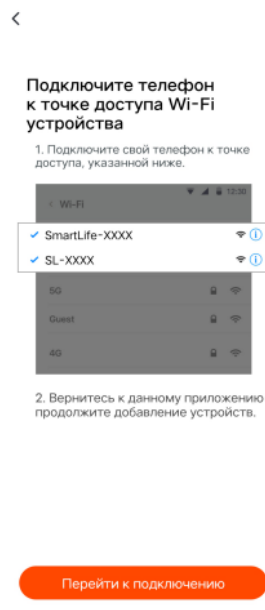 Подключите телефон
к точке доступа Wi-Fi
устройства
1. Подключите свой телефон к точке
доступа, указанной ниже.
12:30
Wi-Fi
SmartLife-XXXX
SL-XXXX
5G
Guest
4G
2. Вернитесь к данному приложению
продолжите добавление устройств.
Перейти к подключению